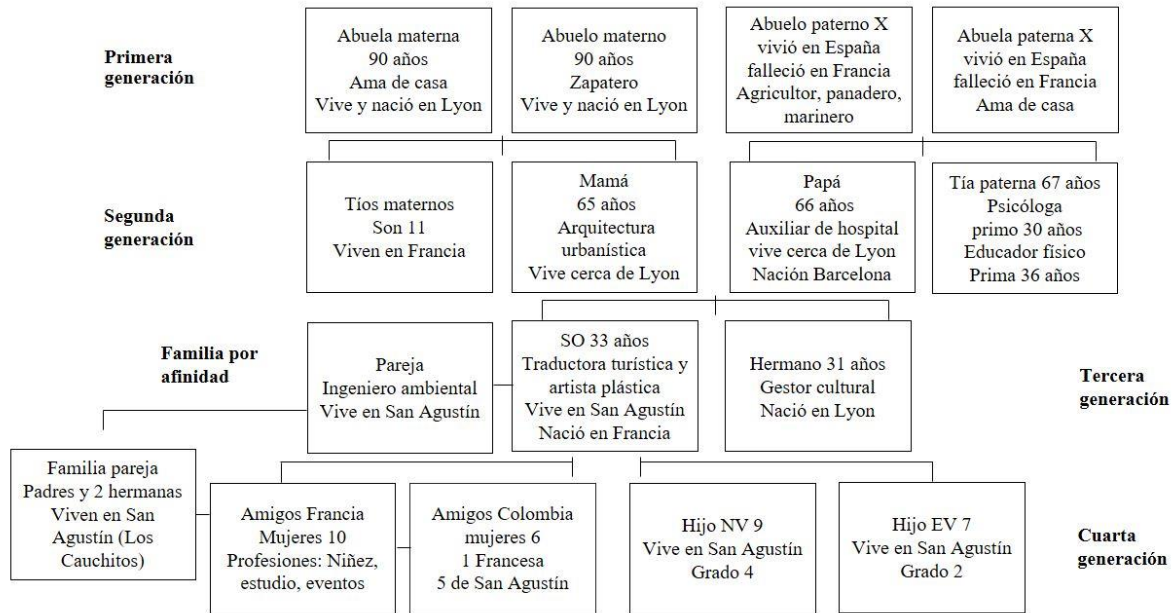 Primera
generación
Abuela materna
90 años
Ama de casa
Vive y nació en Lyon
Abuelo materno
90 años
Zapatero
Vive y nació en Lyon
Abuelo paterno X
vivió en España
falleció en Francia
Agricultor, panadero,
marinero
Abuela paterna X
vivió en España
falleció en Francia
Ama de casa
Segunda
generación
Tíos maternos
Son 11
Viven en Francia
Mamá
65 años
Arquitectura
urbanística
Vive cerca de Lyon
Papá
66 años
Auxiliar de hospital
vive cerca de Lyon
Nación Barcelona
Tía paterna 67 años
Psicóloga
primo 30 años
Educador físico
Prima 36 años
Familia por
afinidad
Pareja
Ingeniero ambiental
Vive en San Agustín
SO 33 años
Traductora turística y
artista plástica
Vive en San Agustín
Nació en Francia
Hermano 31 años
Gestor cultural
Nació en Lyon
Tercera
generación
Familia pareja
Padres y 2 hermanas
Viven en San
Agustín (Los
Cauchitos)
Amigos Francia
Mujeres 10
Profesiones: Niñez,
estudio, eventos
Amigos Colombia
mujeres 6
1 Francesa
5 de San Agustín
Hijo NV 9
Vive en San Agustín
Grado 4
Hijo EV 7
Vive en San Agustín
Grado 2
Cuarta
generación